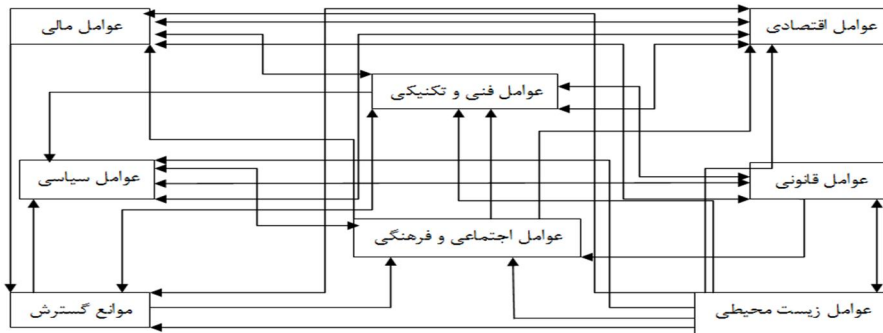 عوامل اقتصادی
عوامل مالی
عوامل فنی و تکنیکی
عوامل قانونی
عوامل سیاسی
عوامل اجتماعی و فرهنگی
عوامل زیست محیطی
موانع گسترش